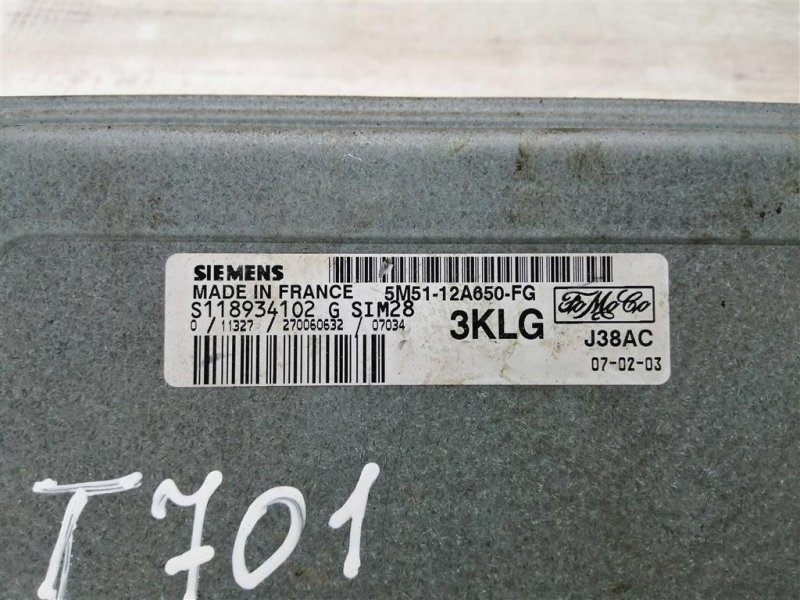 SIEMENS
MADE IN FRANCE 5M51-12A650-FG
S118934102 G SIM28
0 / 11327 / 270060632 / 07034
3KLG
FoMoCo
J38AC
07-02-03
T701